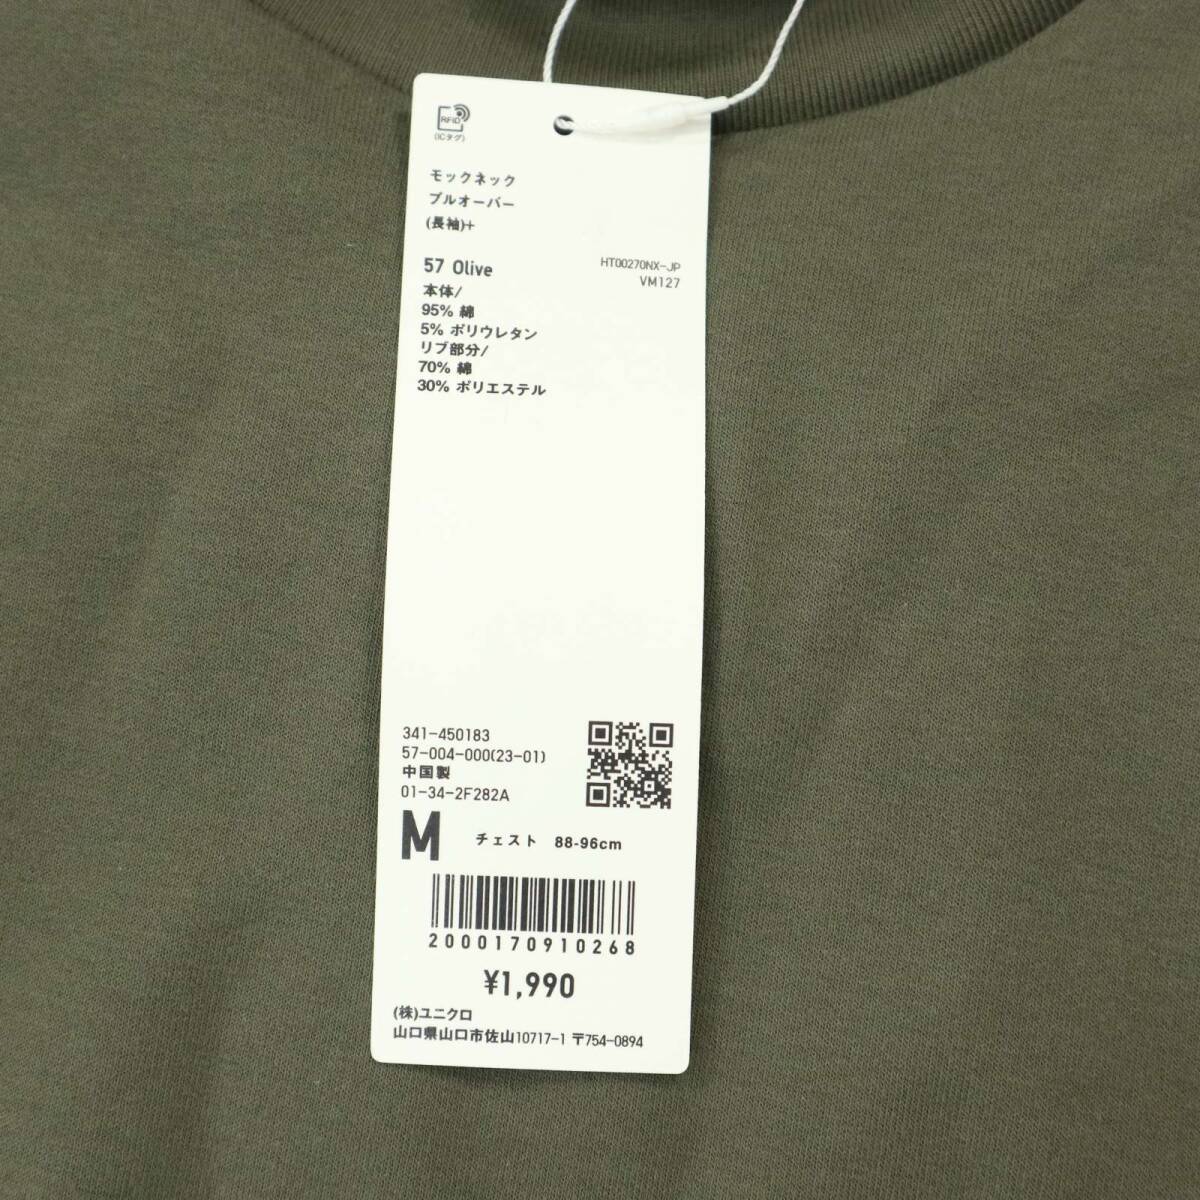 RFID
(ICタグ)
モックネック
プルオーバー
(長袖)+
57 Olive
HT00270NX-JP
VM127
本体/
95% 綿
5% ポリウレタン
リブ部分/
70% 綿
30% ポリエステル
341-450183
57-004-000(23-01)
中国製
01-34-2F282A
M チェスト 88-96cm
2000170910268
¥1,990
(株)ユニクロ
山口県山口市佐山10717-1 〒754-0894